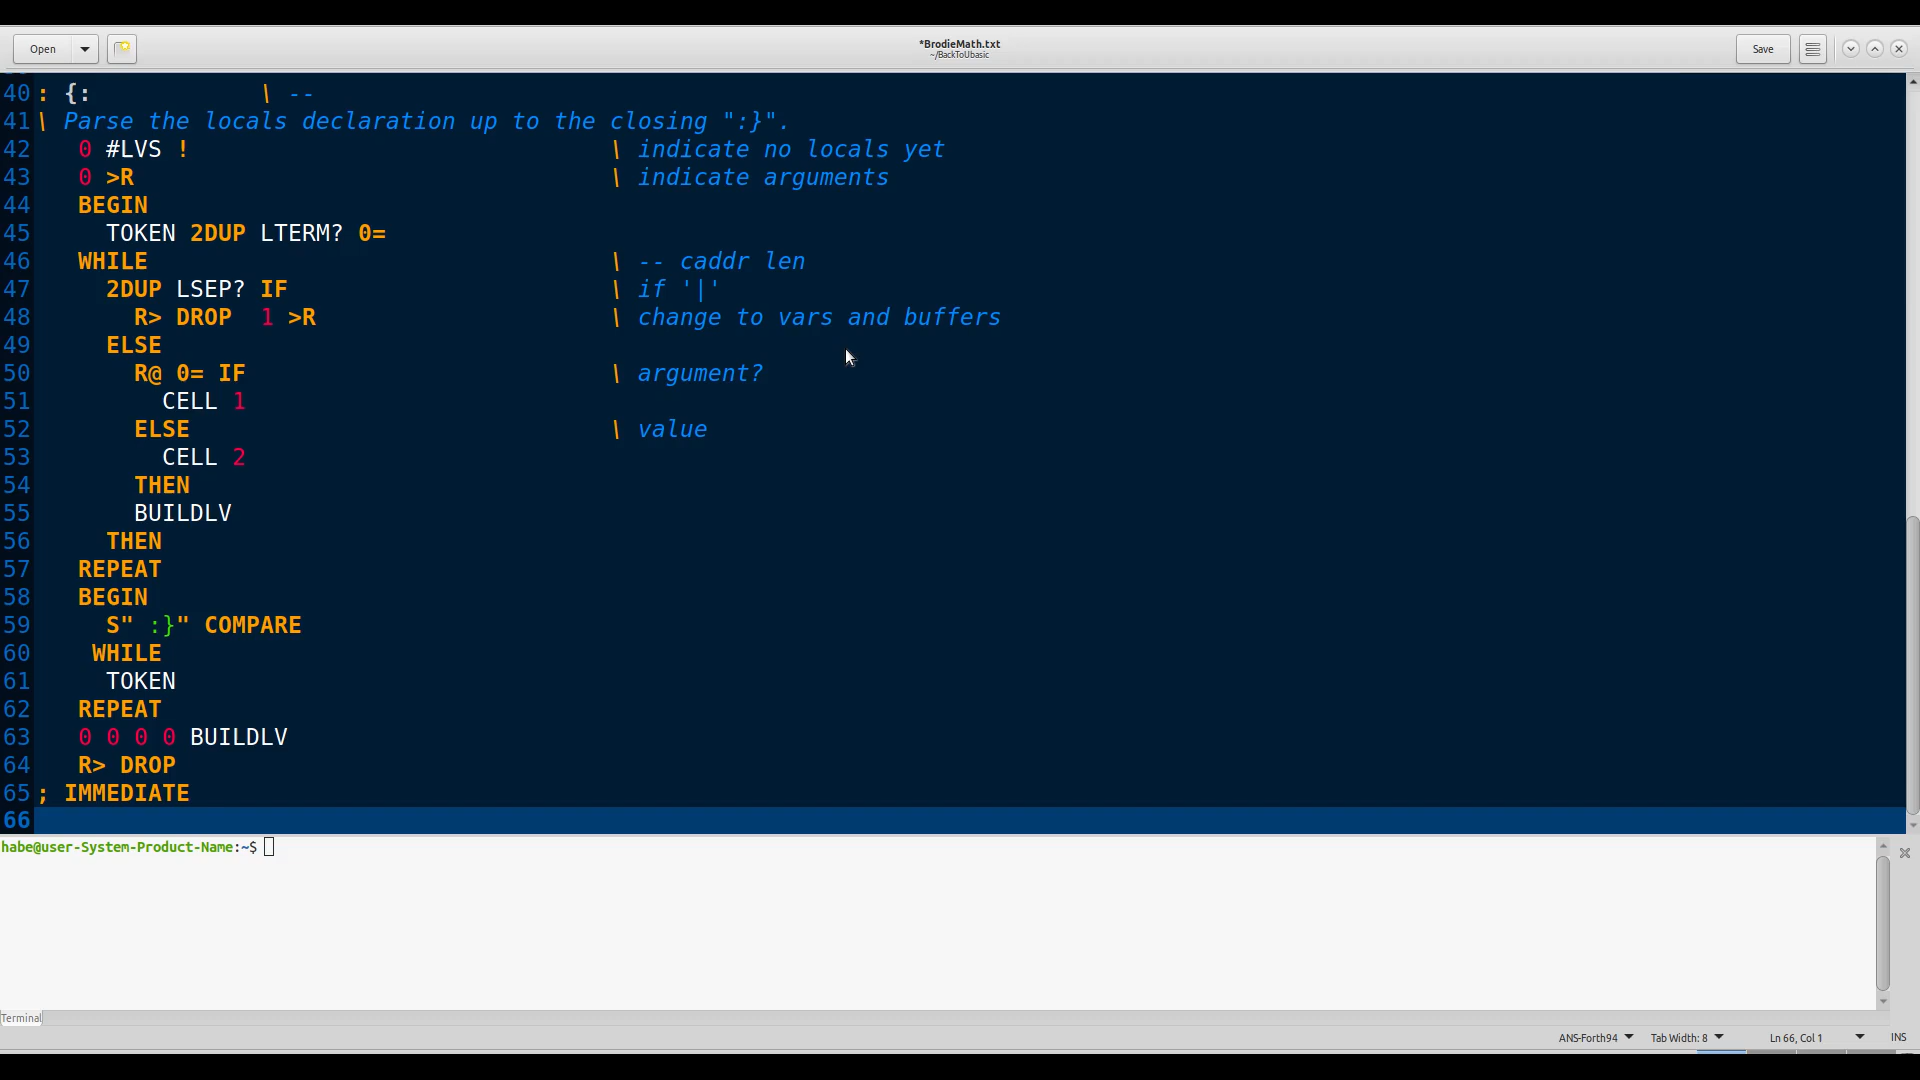 Open
*BrodieMath.txt
~/BackToUbasic
Save
40 : {:            \ --
41 \ Parse the locals declaration up to the closing ":}".
42    0 #LVS !                              \ indicate no locals yet
43    0 >R                                  \ indicate arguments
44    BEGIN
45      TOKEN 2DUP LTERM? 0=
46    WHILE                                 \ -- caddr len
47      2DUP LSEP? IF                       \ if '|'
48        R> DROP  1 >R                     \ change to vars and buffers
49      ELSE
50        R@ 0= IF                          \ argument?
51          CELL 1
52        ELSE                              \ value
53          CELL 2
54        THEN
55        BUILDLV
56      THEN
57    REPEAT
58    BEGIN
59      S" :}" COMPARE
60     WHILE
61      TOKEN
62    REPEAT
63    0 0 0 0 BUILDLV
64    R> DROP
65 ; IMMEDIATE
66
habe@user-System-Product-Name:~$
Terminal
ANS-Forth94 Tab Width: 8 Ln 66, Col 1 INS